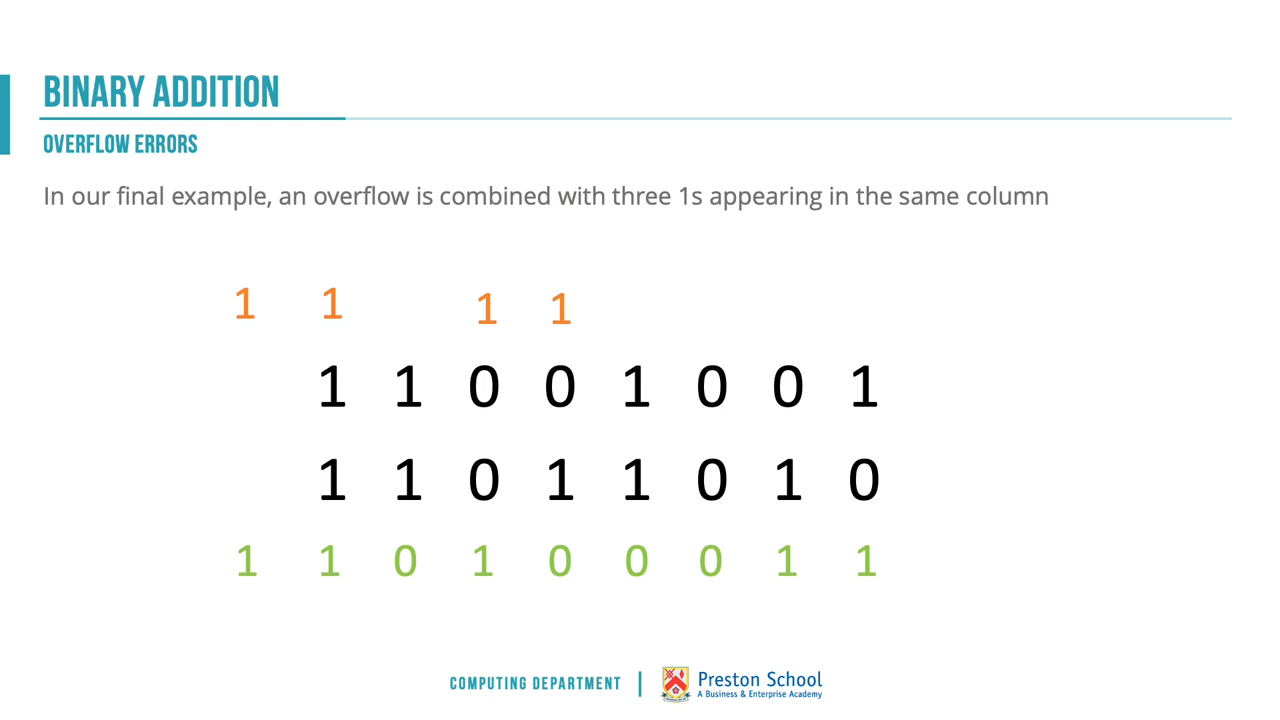 BINARY ADDITION
OVERFLOW ERRORS
In our final example, an overflow is combined with three 1s appearing in the same column
1 1 1 1
1 1 0 0 1 0 0 1
1 1 0 1 1 0 1 0
1 1 0 1 0 0 0 1 1
COMPUTING DEPARTMENT | Preston School
A Business & Enterprise Academy